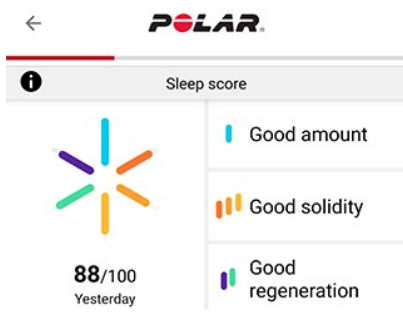 POLAR.
Sleep score
Good amount
Good solidity
Good
regeneration
88/100
Yesterday